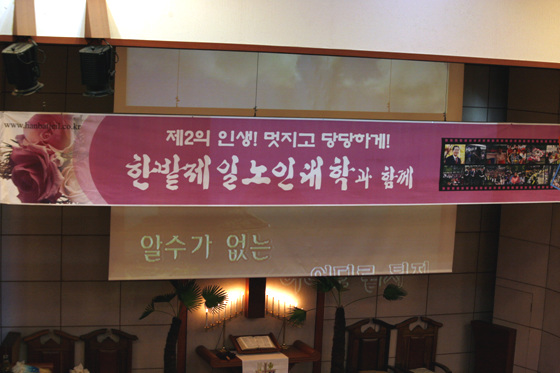 제2의 인생! 멋지고 당당하게!
한밭제일노인대학과 함께
알수가 없는